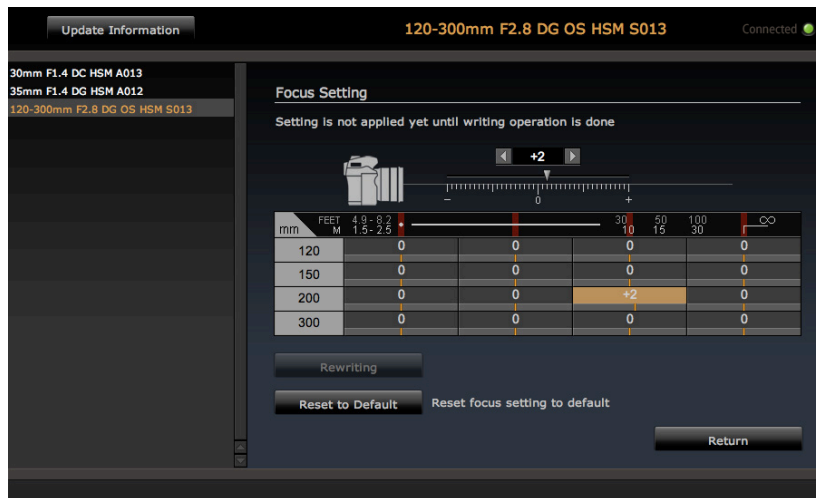 Update Information
120-300mm F2.8 DG OS HSM S013
Connected
30mm F1.4 DC HSM A013
35mm F1.4 DG HSM A012
120-300mm F2.8 DG OS HSM S013
Focus Setting
Setting is not applied yet until writing operation is done
+2
- 0 +
mm FEET 4.9 - 8.2 30 50 100 ∞
M 1.5 - 2.5 10 15 30
120 0 0 0 0
150 0 0 0 0
200 0 0 +2 0
300 0 0 0 0
Rewriting
Reset to Default Reset focus setting to default
Return